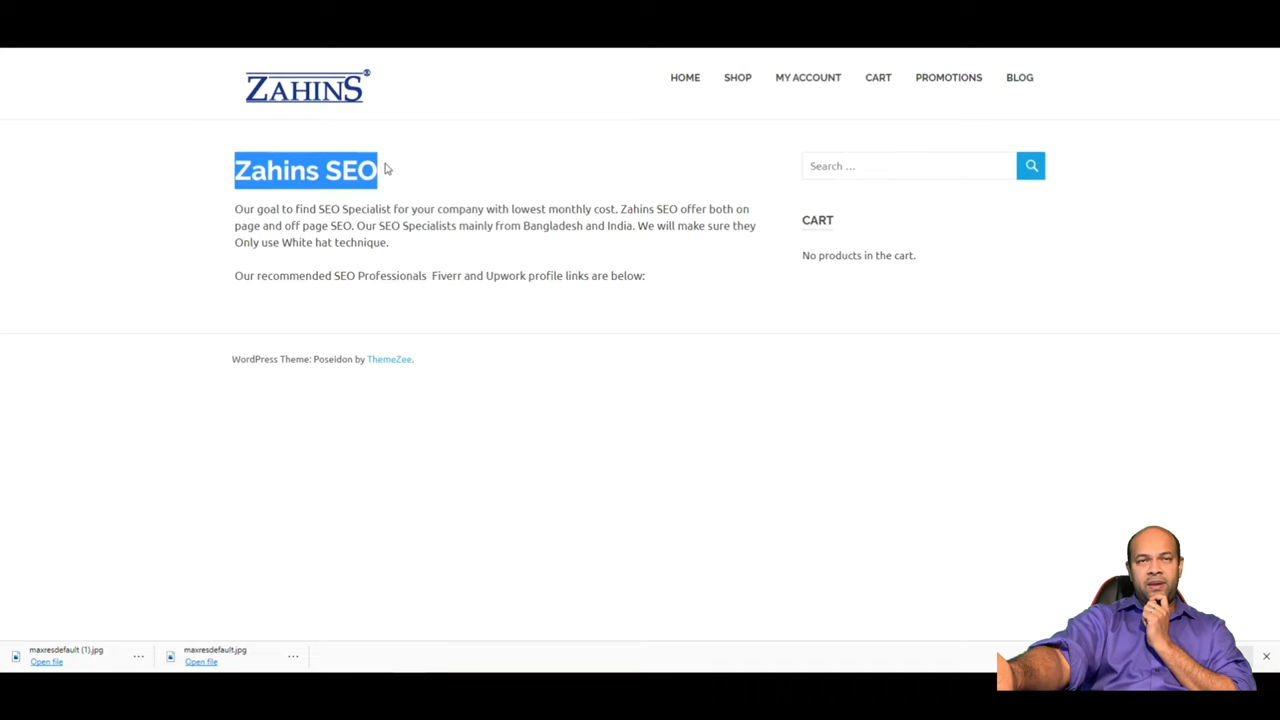 ZAHINS®
HOME SHOP MY ACCOUNT CART PROMOTIONS BLOG
Zahins SEO
Our goal to find SEO Specialist for your company with lowest monthly cost. Zahins SEO offer both on
page and off page SEO. Our SEO Specialists mainly from Bangladesh and India. We will make sure they
Only use White hat technique.
Our recommended SEO Professionals Fiverr and Upwork profile links are below:
Search …
CART
No products in the cart.
WordPress Theme: Poseidon by ThemeZee.
maxresdefault (1).jpg
Open file
maxresdefault.jpg
Open file